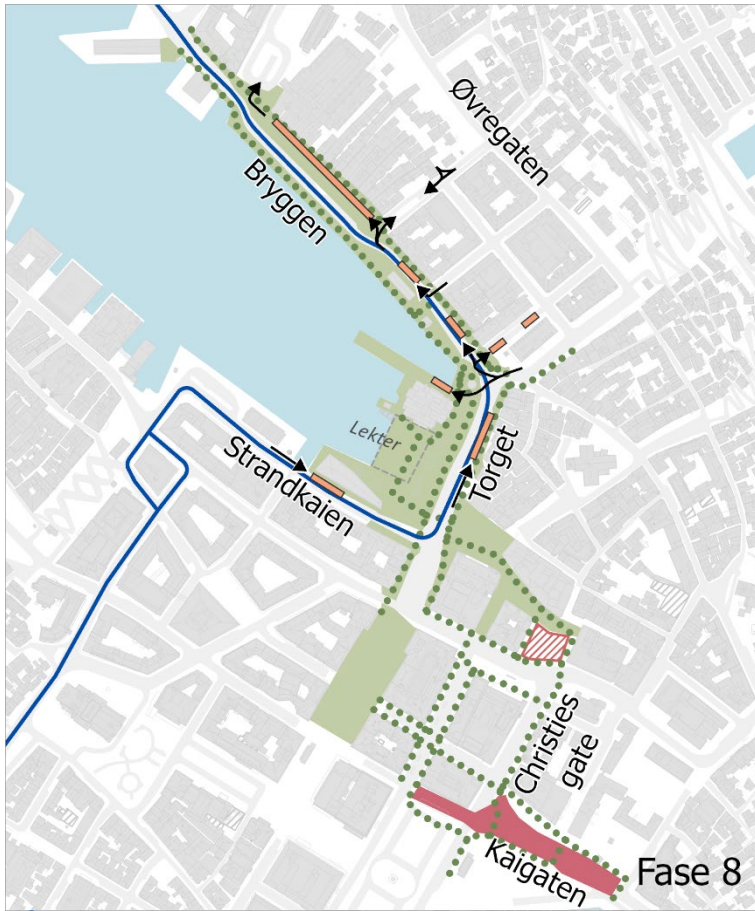 Øvregaten
Bryggen
Lekter
Torget
Strandkaien
Christies
gate
Kaigaten
Fase 8